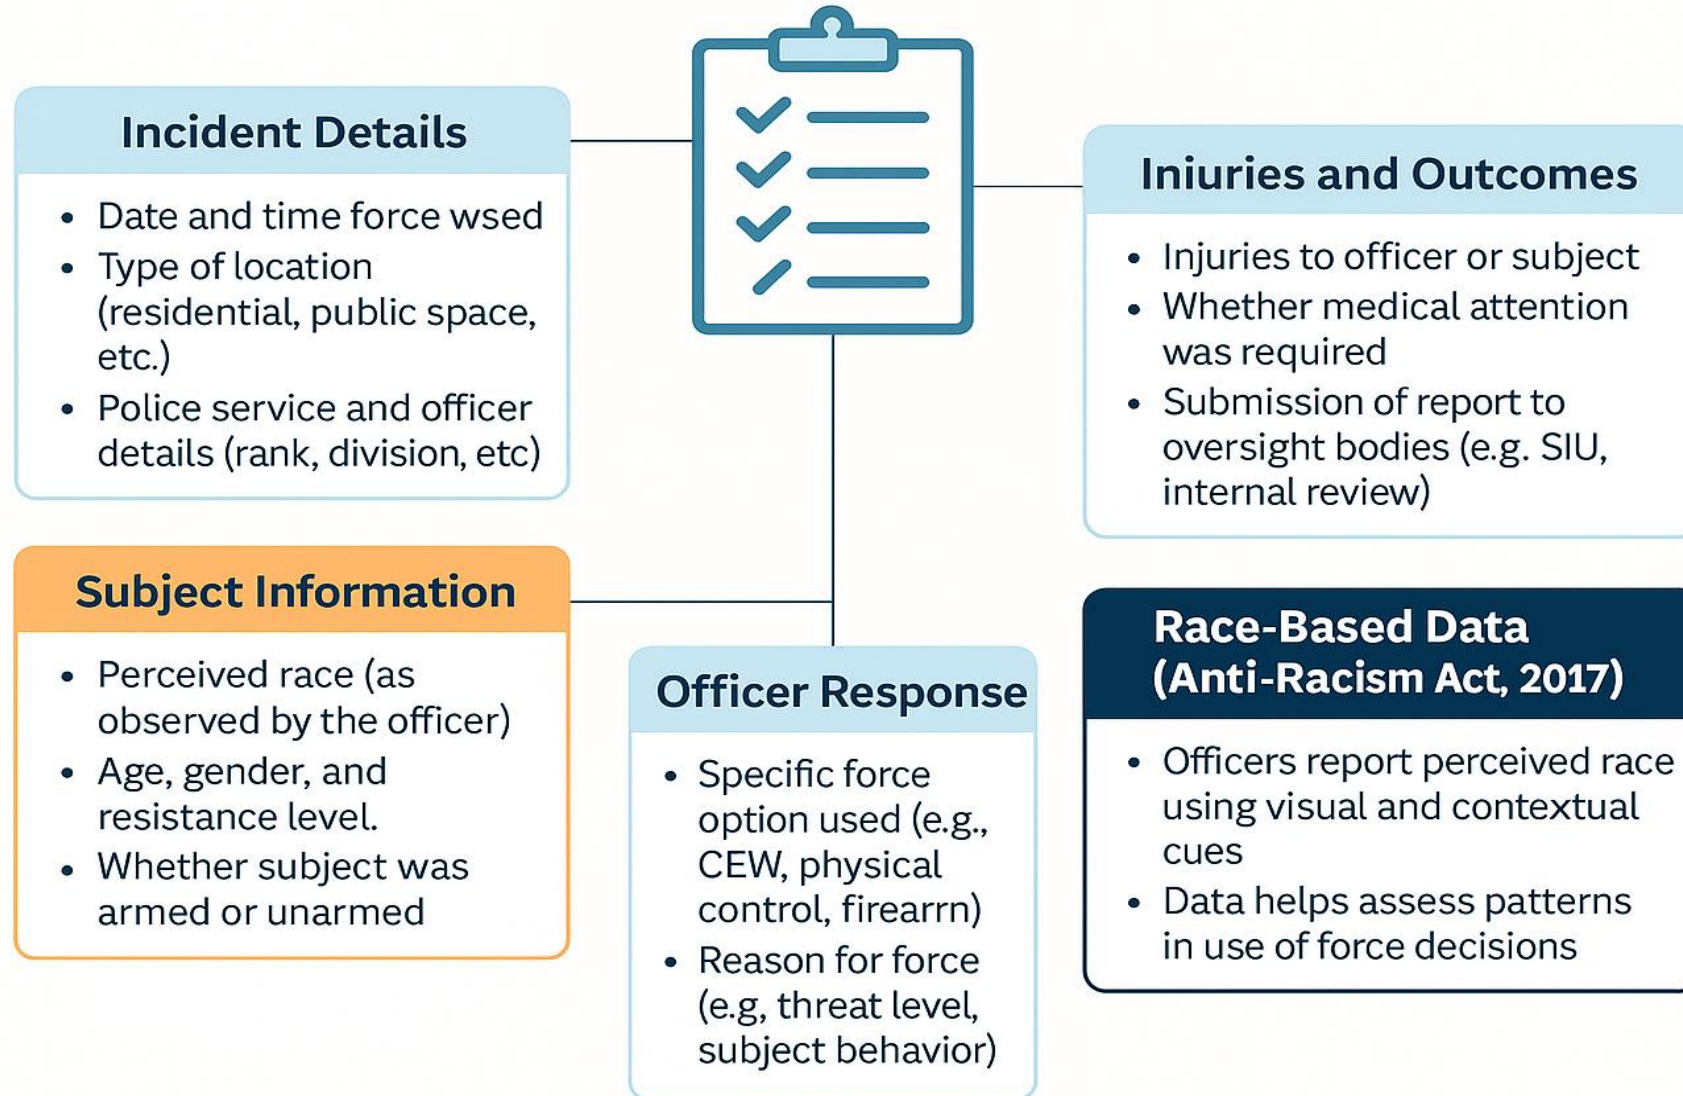 Incident Details
• Date and time force wsed
• Type of location
(residential, public space,
etc.)
• Police service and officer
details (rank, division, etc)
Subject Information
• Perceived race (as
observed by the officer)
• Age, gender, and
resistance level.
• Whether subject was
armed or unarmed
Officer Response
• Specific force
option used (e.g.,
CEW, physical
control, firearrn)
• Reason for force
(e.g, threat level,
subject behavior)
Iniuries and Outcomes
• Injuries to officer or subject
• Whether medical attention
was required
• Submission of report to
oversight bodies (e.g. SIU,
internal review)
Race-Based Data
(Anti-Racism Act, 2017)
• Officers report perceived race
using visual and contextual
cues
• Data helps assess patterns
in use of force decisions